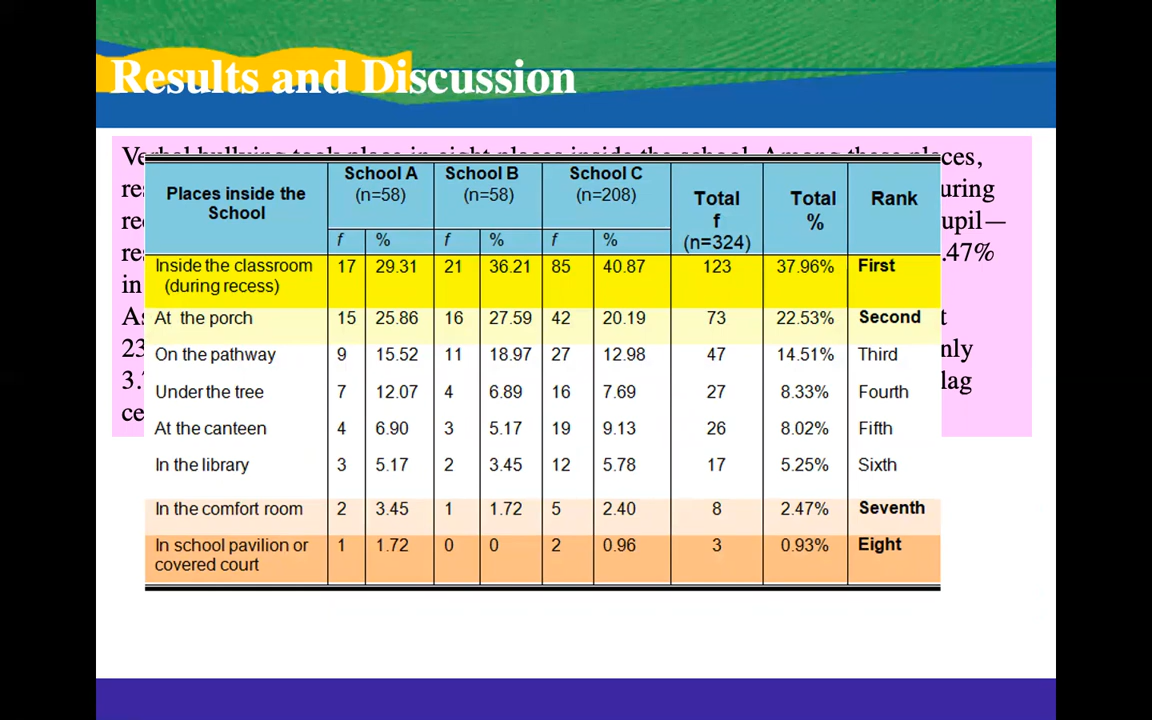 Results and Discussion
ces,
uring
upil—
.47%
in
nly
lag
Places inside the School A School B School C Total Total Rank
School (n=58) (n=58) (n=208) f %
(n=324)
f % f % f %
Inside the classroom 17 29.31 21 36.21 85 40.87 123 37.96% First
(during recess)
At the porch 15 25.86 16 27.59 42 20.19 73 22.53% Second
On the pathway 9 15.52 11 18.97 27 12.98 47 14.51% Third
Under the tree 7 12.07 4 6.89 16 7.69 27 8.33% Fourth
At the canteen 4 6.90 3 5.17 19 9.13 26 8.02% Fifth
In the library 3 5.17 2 3.45 12 5.78 17 5.25% Sixth
In the comfort room 2 3.45 1 1.72 5 2.40 8 2.47% Seventh
In school pavilion or 1 1.72 0 0 2 0.96 3 0.93% Eight
covered court